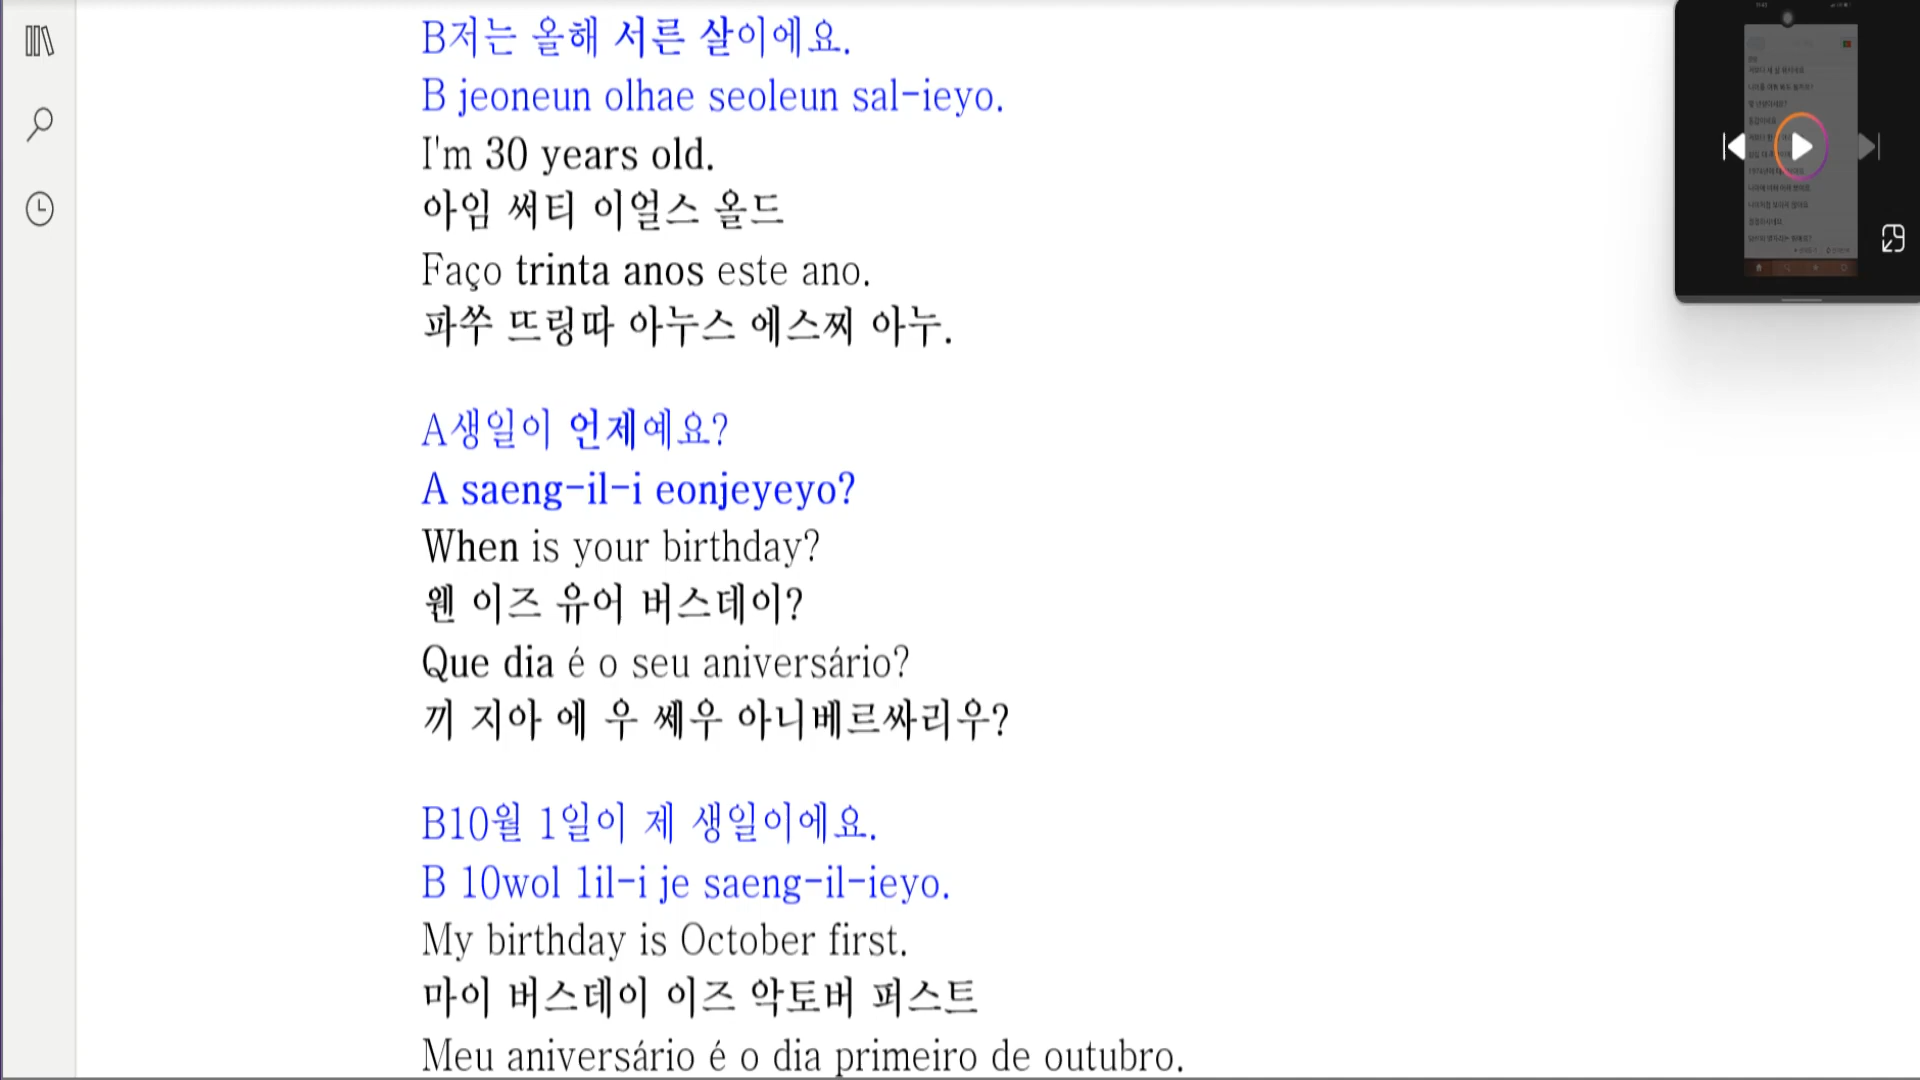 B저는 올해 서른 살이에요.
B jeoneun olhae seoleun sal-ieyo.
I'm 30 years old.
아임 써티 이얼스 올드
Faço trinta anos este ano.
파쑤 뜨링따 아누스 에스찌 아누.
A생일이 언제예요?
A saeng-il-i eonjeyeyo?
When is your birthday?
웬 이즈 유어 버스데이?
Que dia é o seu aniversário?
끼 지아 에 우 쎄우 아니베르싸리우?
B10월 1일이 제 생일이에요.
B 10wol 1il-i je saeng-il-ieyo.
My birthday is October first.
마이 버스데이 이즈 악토버 퍼스트
Meu aniversário é o dia primeiro de outubro.